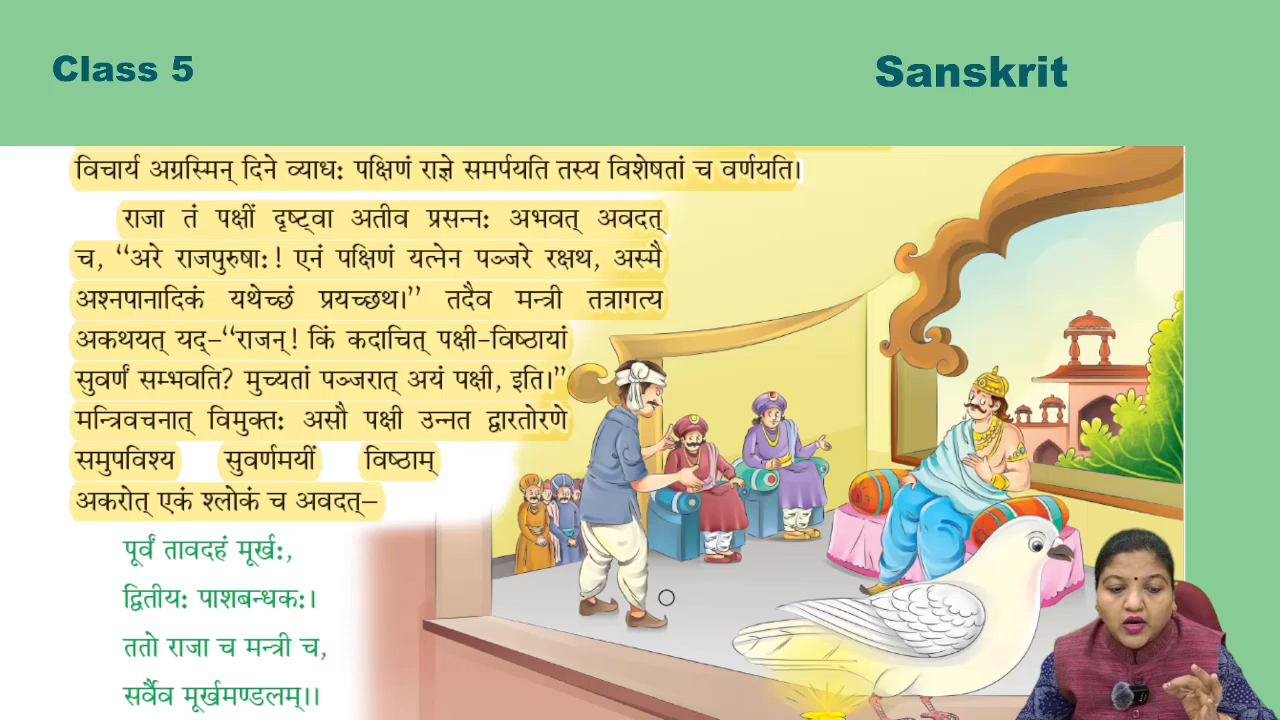 Class 5
Sanskrit
विचार्य अग्रस्मिन् दिने व्याधः पक्षिणं राज्ञे समर्पयति तस्य विशेषतां च वर्णयति।
राजा तं पक्षीं दृष्ट्वा अतीव प्रसन्नः अभवत् अवदत्
च, “अरे राजपुरुषाः! एनं पक्षिणं यत्नेन पञ्जरे रक्षथ, अस्मै
अश्नपानादिकं यथेच्छं प्रयच्छथ।” तदैव मन्त्री तत्रागत्य
अकथयत् यद्–“राजन्! किं कदाचित् पक्षी-विष्ठायां
सुवर्णं सम्भवति? मुच्यतां पञ्जरात् अयं पक्षी, इति।”
मन्त्रिवचनात् विमुक्तः असौ पक्षी उन्नत द्वारतोरणे
समुपविश्य सुवर्णमयीं विष्ठाम्
अकरोत् एकं श्लोकं च अवदत्–
पूर्वं तावदहं मूर्खः,
द्वितीयः पाशबन्धकः।
ततो राजा च मन्त्री च,
सर्वैव मूर्खमण्डलम्।।